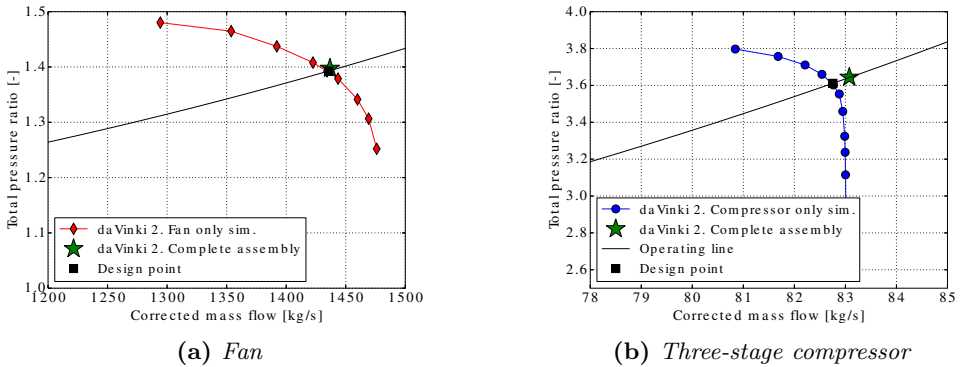 1.5
1.4
1.3
1.2
1.1
1.0
Total pressure ratio [-]
daVinki 2. Fan only sim.
daVinki 2. Complete assembly
Design point
1200 1250 1300 1350 1400 1450 1500
Corrected mass flow [kg/s]
(a) Fan
4.0
3.8
3.6
3.4
3.2
3.0
2.8
2.6
Total pressure ratio [-]
daVinki 2. Compressor only sim.
daVinki 2. Complete assembly
Operating line
Design point
78 79 80 81 82 83 84 85
Corrected mass flow [kg/s]
(b) Three-stage compressor